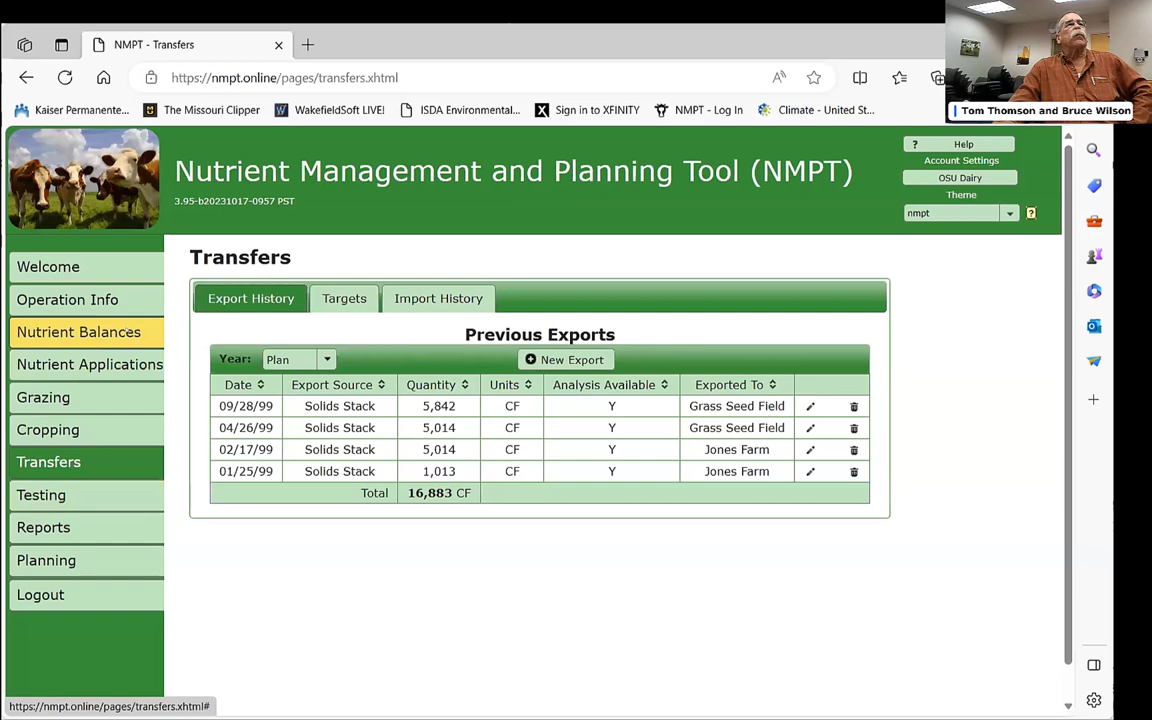 NMPT - Transfers
https://nmpt.online/pages/transfers.xhtml
Kaiser Permanente...
The Missouri Clipper
WakefieldSoft LIVE!
ISDA Environmental...
Sign in to XFINITY
NMPT - Log In
Climate - United St...
Tom Thomson and Bruce Wilson
Nutrient Management and Planning Tool (NMPT)
3.95-b20231017-0957 PST
? Help
Account Settings
OSU Dairy
Theme
nmpt
?
Welcome
Operation Info
Nutrient Balances
Nutrient Applications
Grazing
Cropping
Transfers
Testing
Reports
Planning
Logout
Transfers
Export History Targets Import History
Previous Exports
Year: Plan New Export
Date Export Source Quantity Units Analysis Available Exported To
09/28/99 Solids Stack 5,842 CF Y Grass Seed Field
04/26/99 Solids Stack 5,014 CF Y Grass Seed Field
02/17/99 Solids Stack 5,014 CF Y Jones Farm
01/25/99 Solids Stack 1,013 CF Y Jones Farm
Total 16,883 CF
https://nmpt.online/pages/transfers.xhtml#